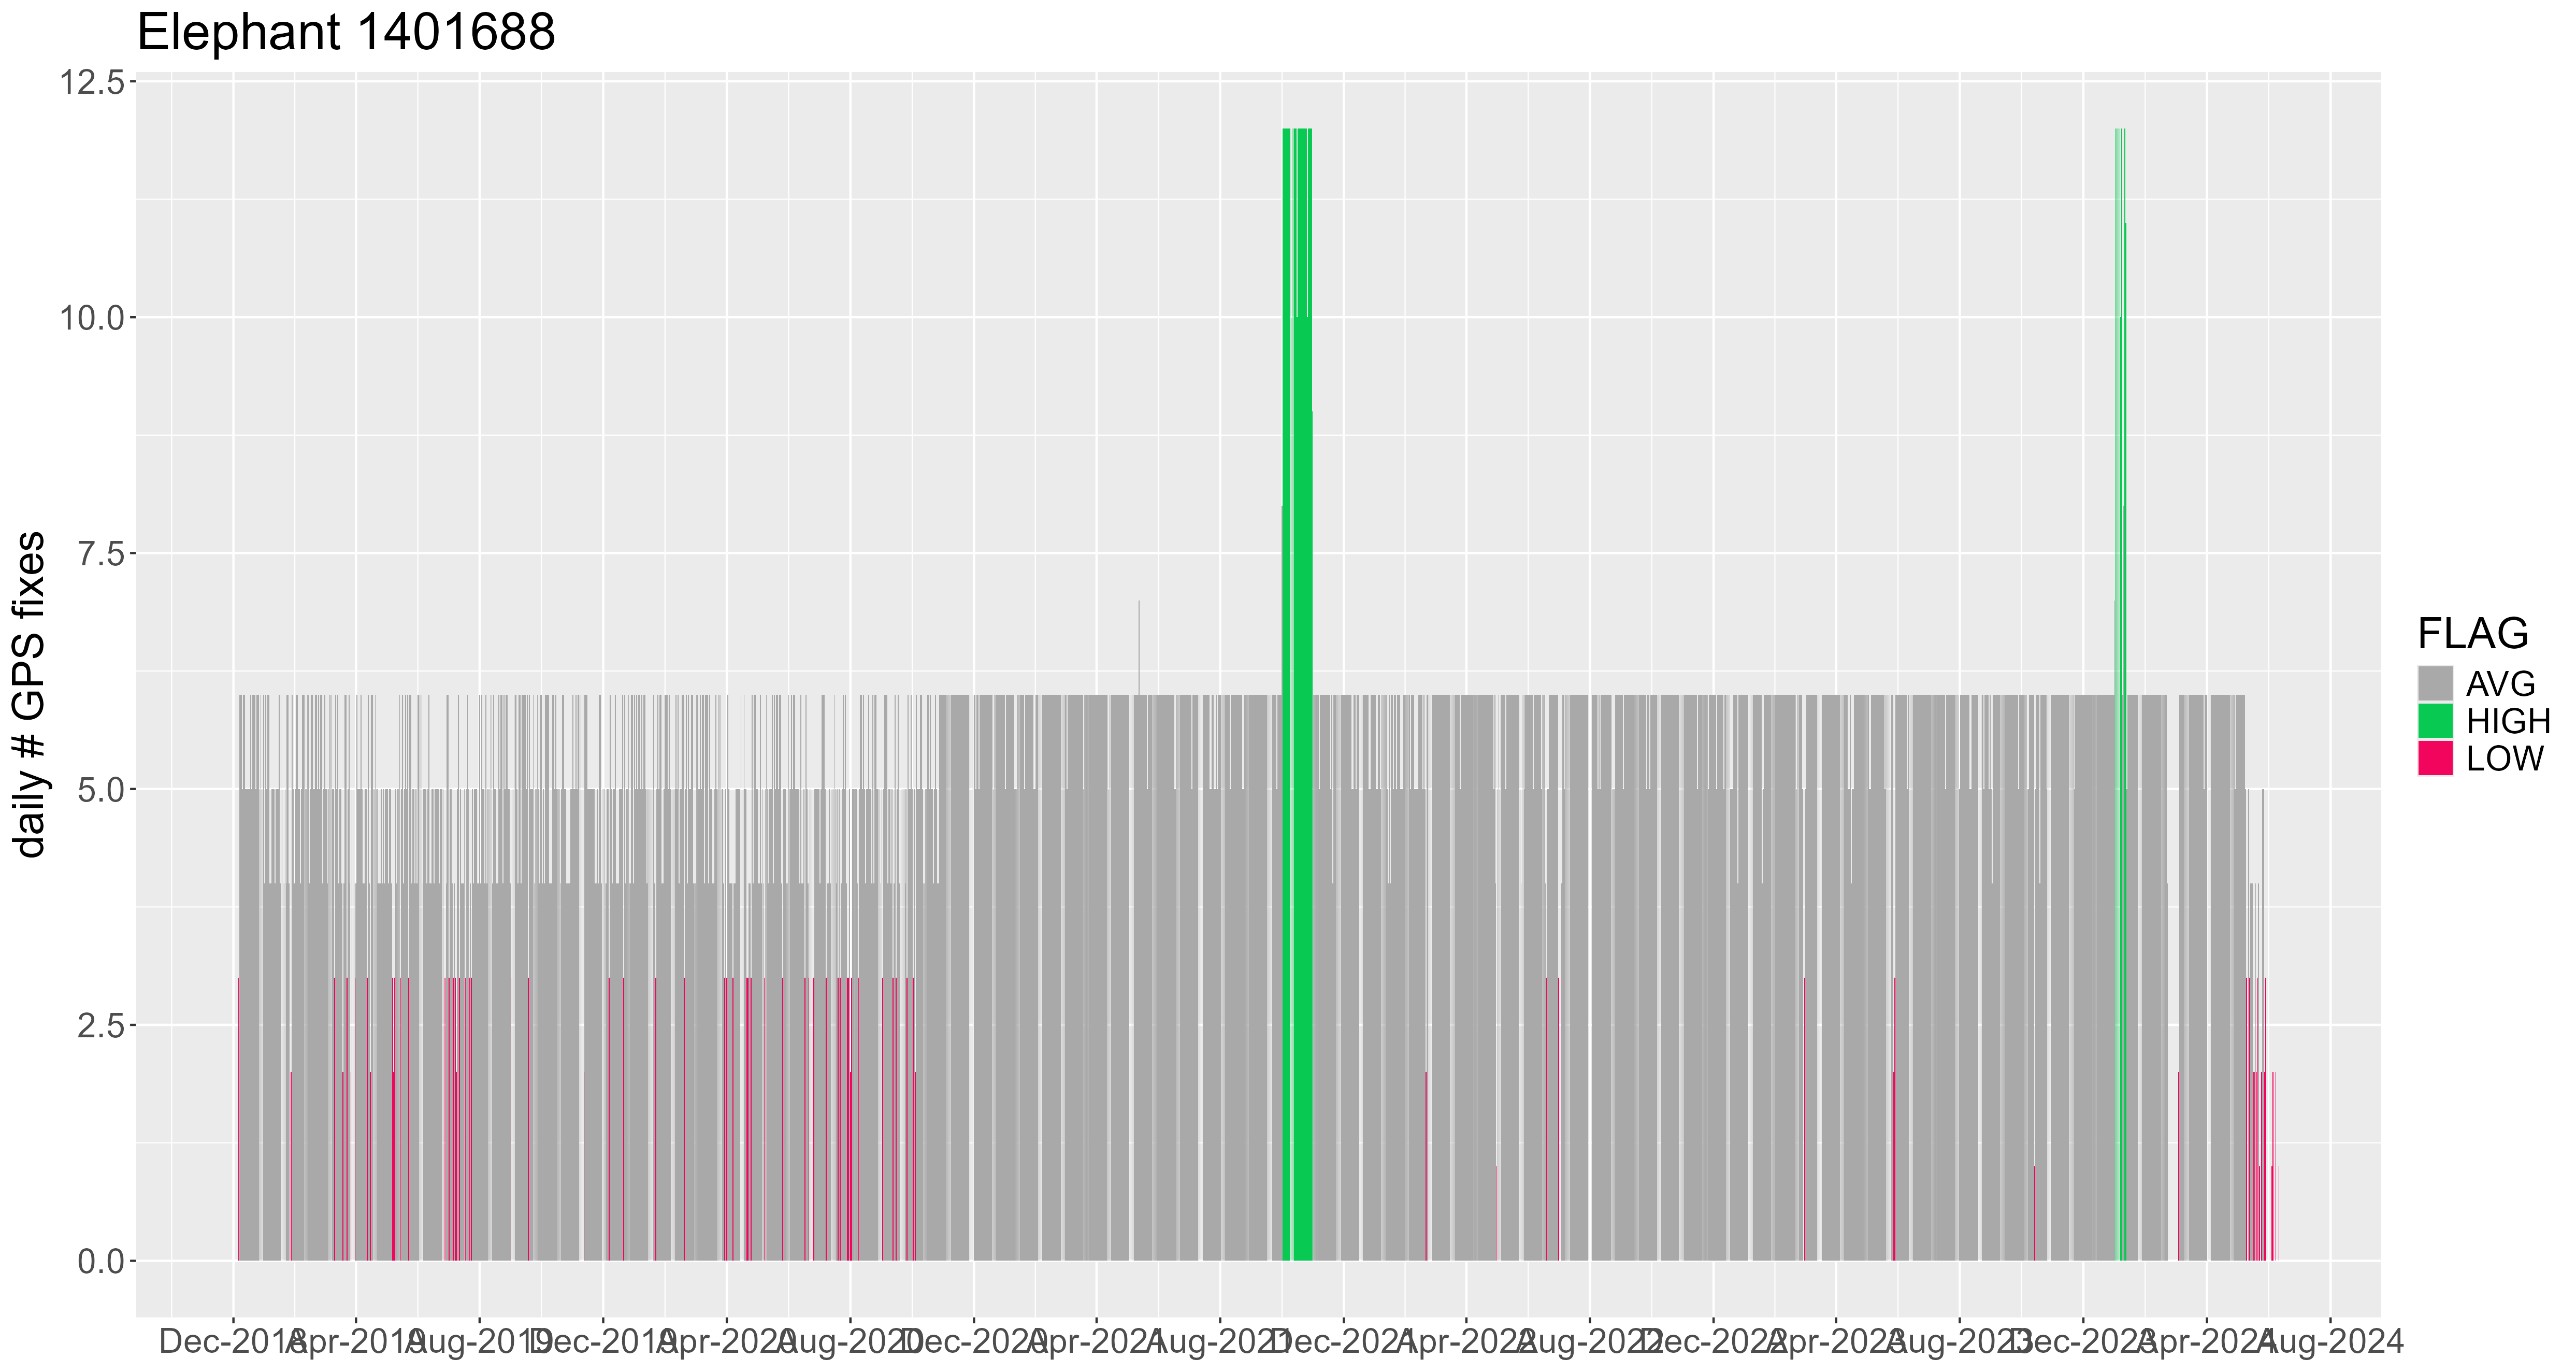 Elephant 1401688
12.5
10.0
7.5
5.0
2.5
0.0
daily # GPS fixes
Dec-2018 Apr-2019 Aug-2019 Dec-2019 Apr-2020 Aug-2020 Dec-2020 Apr-2021 Aug-2021 Dec-2021 Apr-2022 Aug-2022 Dec-2022 Apr-2023 Aug-2023 Dec-2023 Apr-2024 Aug-2024
FLAG
AVG
HIGH
LOW